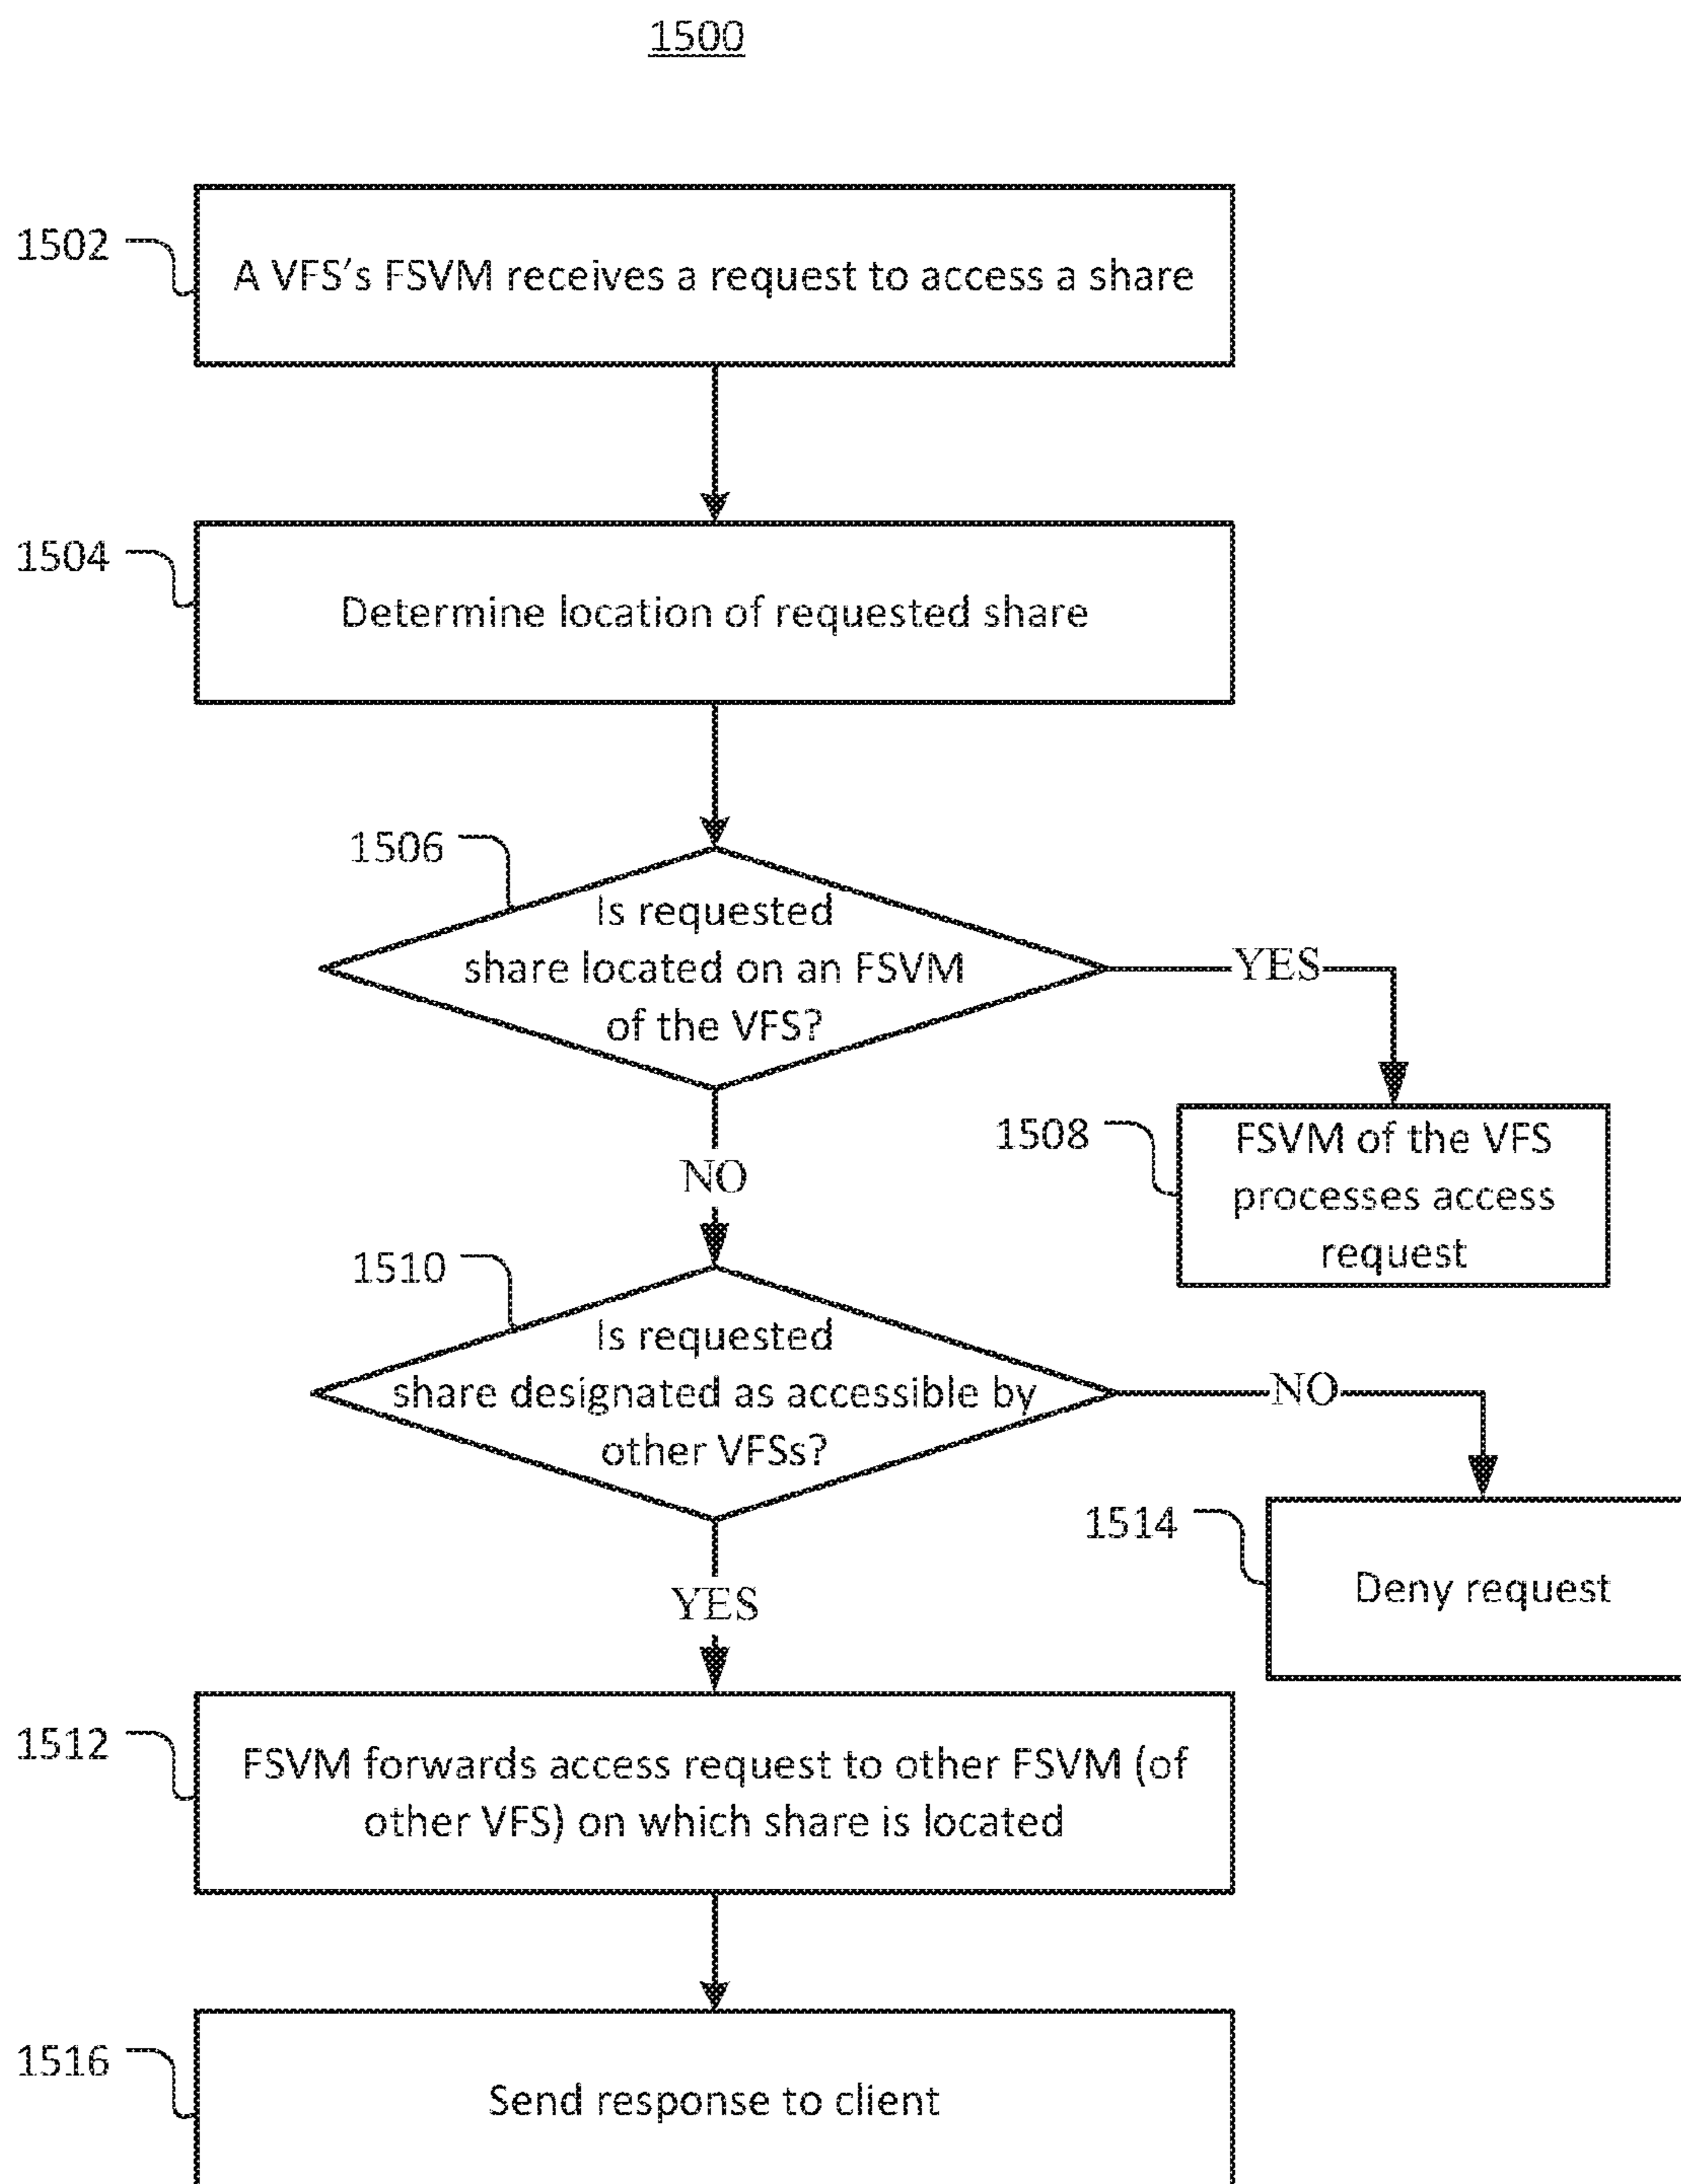 1500
1502
A VFS's FSVM receives a request to access a share
1504
Determine location of requested share
1506
Is requested
share located on an FSVM
of the VFS?
YES
1508
FSVM of the VFS
processes access
request
NO
1510
Is requested
share designated as accessible by
other VFSs?
NO
1514
Deny request
YES
1512
FSVM forwards access request to other FSVM (of
other VFS) on which share is located
1516
Send response to client